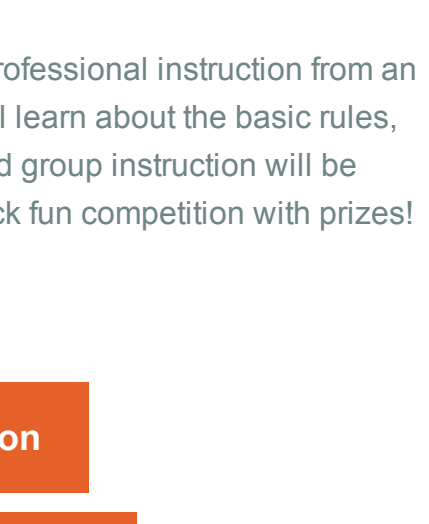 rofessional instruction from an
l learn about the basic rules,
d group instruction will be
ck fun competition with prizes!
on